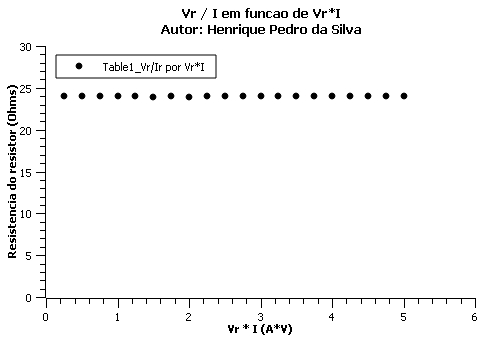 Vr / I em funcao de Vr*I
Autor: Henrique Pedro da Silva
Table1_Vr/Ir por Vr*I
Resistencia do resistor (Ohms)
30
25
20
15
10
5
0
0 1 2 3 4 5 6
Vr * I (A*V)